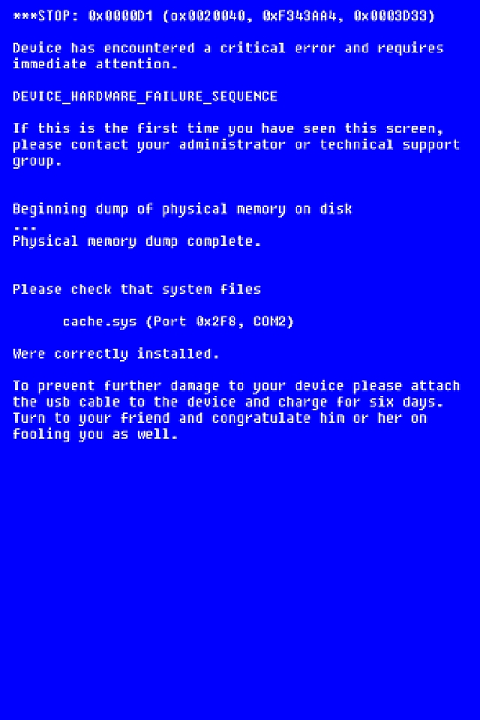 ***STOP: 0x0000D1 (ox0020040, 0xF343AA4, 0x0003D33)
Device has encountered a critical error and requires
immediate attention.
DEVICE_HARDWARE_FAILURE_SEQUENCE
If this is the first time you have seen this screen,
please contact your administrator or technical support
group.
Beginning dump of physical memory on disk
...
Physical memory dump complete.
Please check that system files
cache.sys (Port 0x2F8, COM2)
Were correctly installed.
To prevent further damage to your device please attach
the usb cable to the device and charge for six days.
Turn to your friend and congratulate him or her on
fooling you as well.